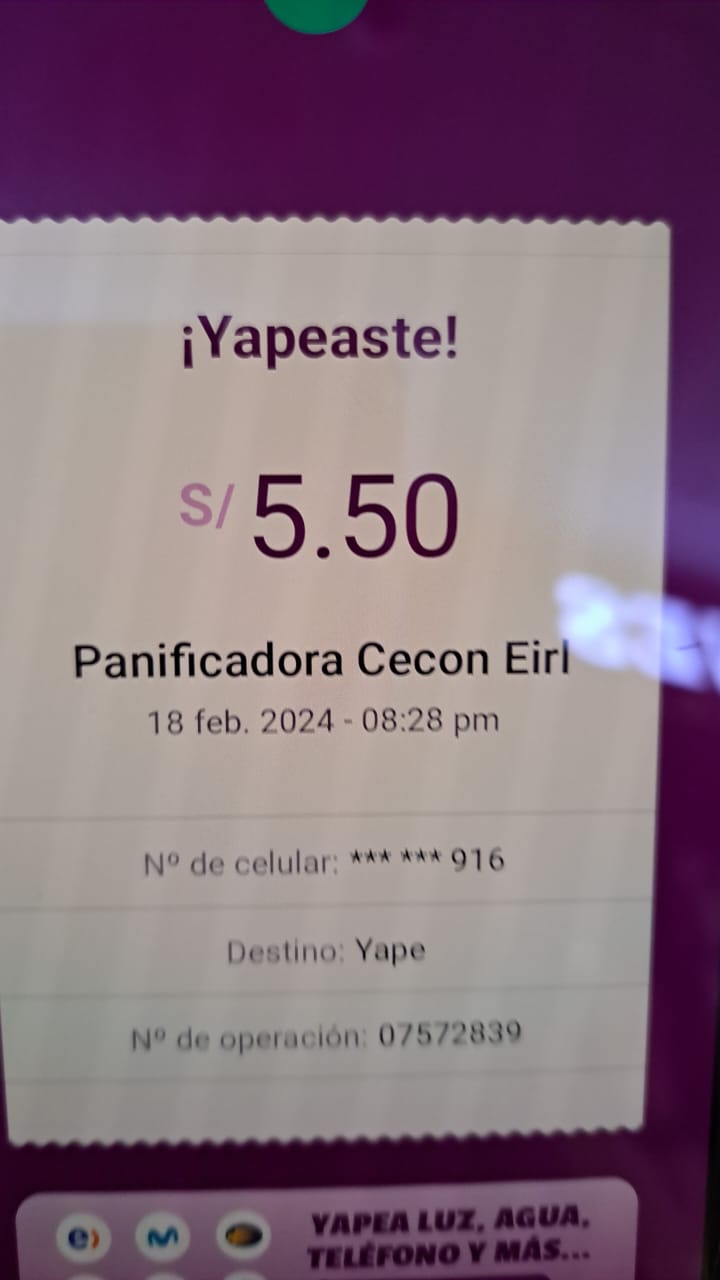 ¡Yapeaste!
S/ 5.50
Panificadora Cecon Eirl
18 feb. 2024 - 08:28 pm
Nº de celular: *** *** 916
Destino: Yape
Nº de operación: 07572839
YAPEA LUZ, AGUA,
TELÉFONO Y MÁS...